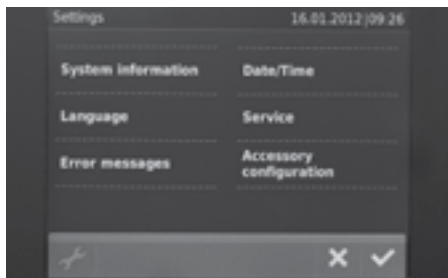 Settings 16.01.2012|09:26
System information Date/Time
Language Service
Error messages Accessory
configuration